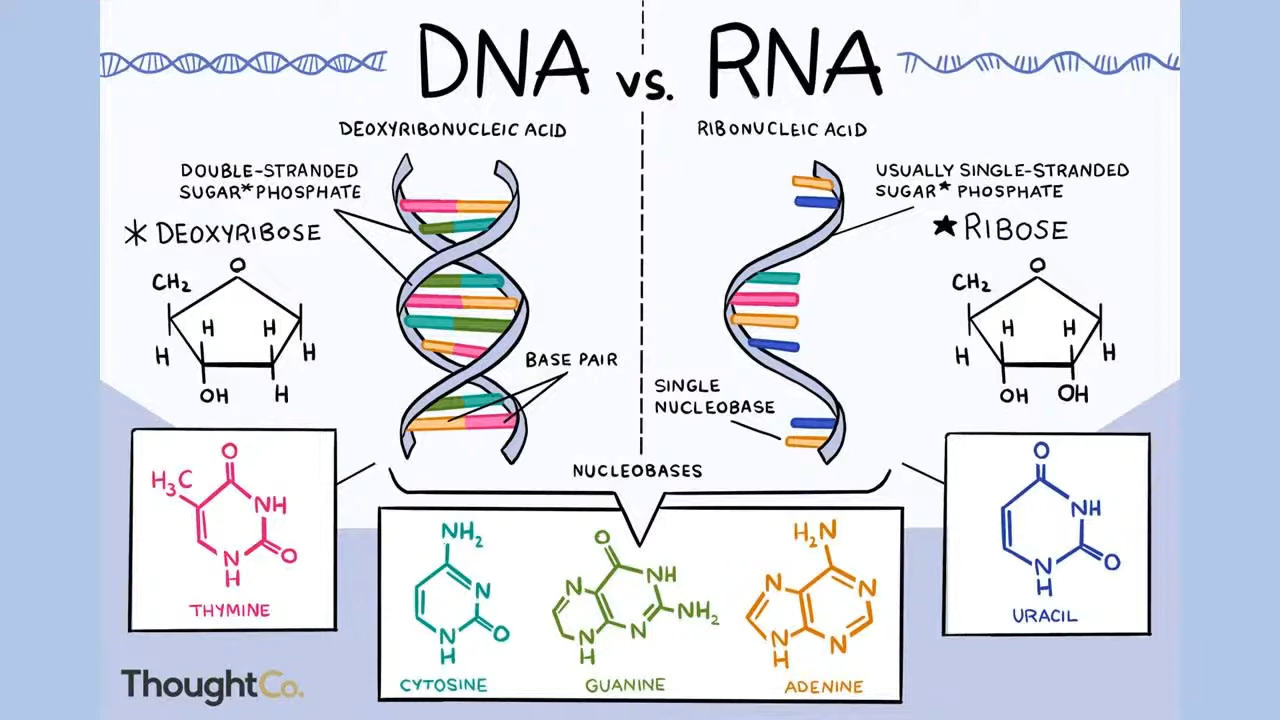 DNA vs. RNA
DEOXYRIBONUCLEIC ACID
DOUBLE-STRANDED
SUGAR* PHOSPHATE
* DEOXYRIBOSE
O
CH₂
H H
H H
OH H
BASE PAIR
RIBONUCLEIC ACID
USUALLY SINGLE-STRANDED
SUGAR★ PHOSPHATE
★ RIBOSE
O
CH₂
H H
H H
OH OH
SINGLE
NUCLEOBASE
NUCLEOBASES
O
H₃C
NH
N O
H
THYMINE
NH₂
N
N O
H
CYTOSINE
O
N NH
N N NH₂
H
GUANINE
H₂N
N N
N N
H
ADENINE
O
NH
N O
H
URACIL
ThoughtCo.